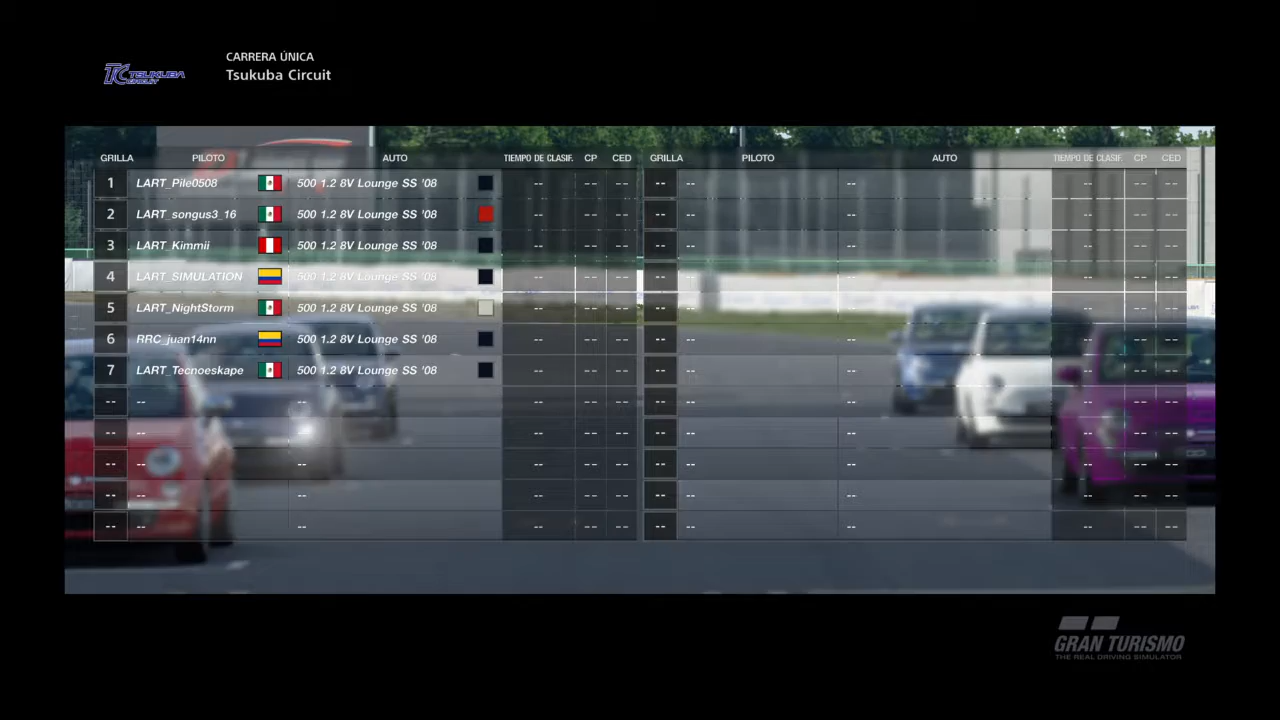 CARRERA ÚNICA
TC TSUKUBA CIRCUIT
Tsukuba Circuit
GRILLA PILOTO AUTO TIEMPO DE CLASIF. CP CED GRILLA PILOTO AUTO TIEMPO DE CLASIF. CP CED
1 LART_Pile0508 500 1.2 8V Lounge SS '08 -- -- -- -- -- -- -- -- --
2 LART_songus3_16 500 1.2 8V Lounge SS '08 -- -- -- -- -- -- -- -- --
3 LART_Kimmii 500 1.2 8V Lounge SS '08 -- -- -- -- -- -- -- -- --
4 LART_SIMULATION 500 1.2 8V Lounge SS '08 -- -- -- -- -- -- -- -- --
5 LART_NightStorm 500 1.2 8V Lounge SS '08 -- -- -- -- -- -- -- -- --
6 RRC_juan14nn 500 1.2 8V Lounge SS '08 -- -- -- -- -- -- -- -- --
7 LART_Tecnoeskape 500 1.2 8V Lounge SS '08 -- -- -- -- -- -- -- -- --
-- -- -- -- -- -- -- -- -- -- -- --
-- -- -- -- -- -- -- -- -- -- -- --
-- -- -- -- -- -- -- -- -- -- -- --
-- -- -- -- -- -- -- -- -- -- -- --
-- -- -- -- -- -- -- -- -- -- -- --
GRAN TURISMO
THE REAL DRIVING SIMULATOR